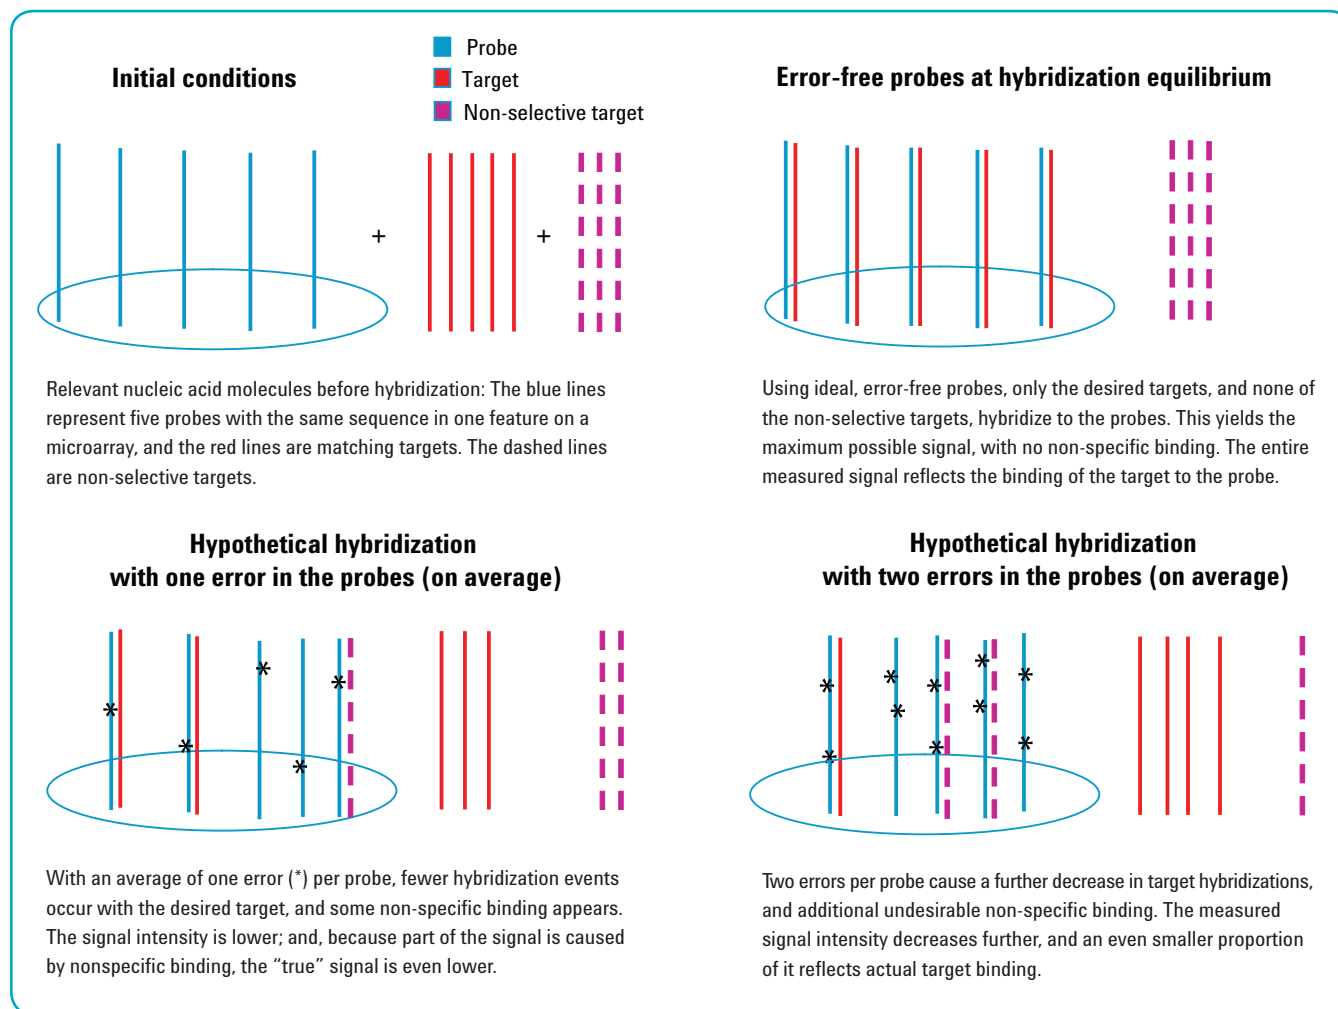 Initial conditions
Probe
Target
Non-selective target
+
+
Relevant nucleic acid molecules before hybridization: The blue lines
represent five probes with the same sequence in one feature on a
microarray, and the red lines are matching targets. The dashed lines
are non-selective targets.
Error-free probes at hybridization equilibrium
Using ideal, error-free probes, only the desired targets, and none of
the non-selective targets, hybridize to the probes. This yields the
maximum possible signal, with no non-specific binding. The entire
measured signal reflects the binding of the target to the probe.
Hypothetical hybridization
with one error in the probes (on average)
* * * * *
With an average of one error (*) per probe, fewer hybridization events
occur with the desired target, and some non-specific binding appears.
The signal intensity is lower; and, because part of the signal is caused
by nonspecific binding, the “true” signal is even lower.
Hypothetical hybridization
with two errors in the probes (on average)
* * * * * * * * * *
Two errors per probe cause a further decrease in target hybridizations,
and additional undesirable non-specific binding. The measured
signal intensity decreases further, and an even smaller proportion
of it reflects actual target binding.